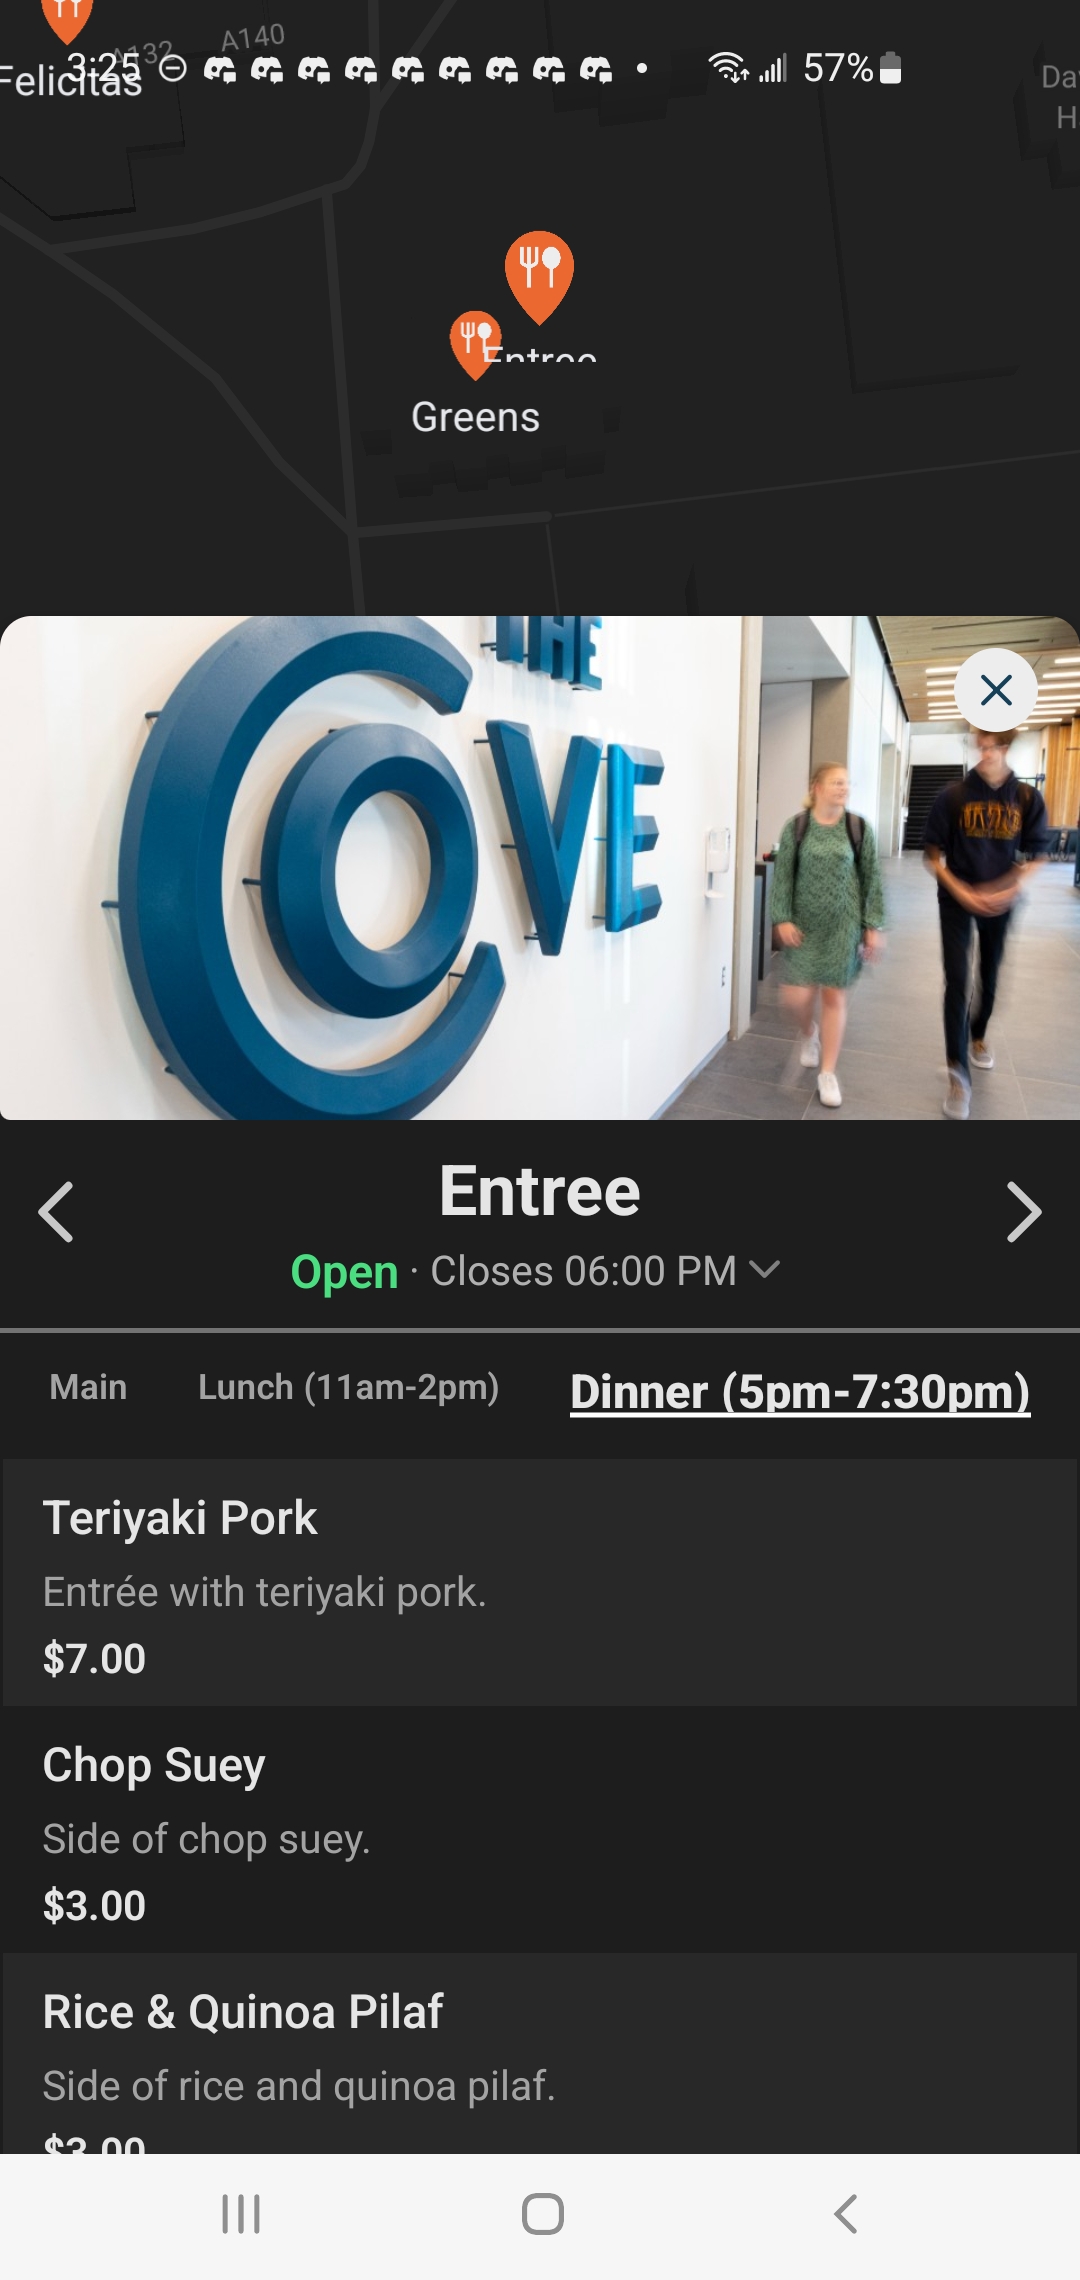 A132 A140
3:25 57%
Felicitas
Da
H
Entree
Greens
THE
COVE
Entree
Open · Closes 06:00 PM
Main Lunch (11am-2pm) Dinner (5pm-7:30pm)
Teriyaki Pork
Entrée with teriyaki pork.
$7.00
Chop Suey
Side of chop suey.
$3.00
Rice & Quinoa Pilaf
Side of rice and quinoa pilaf.
$3.00